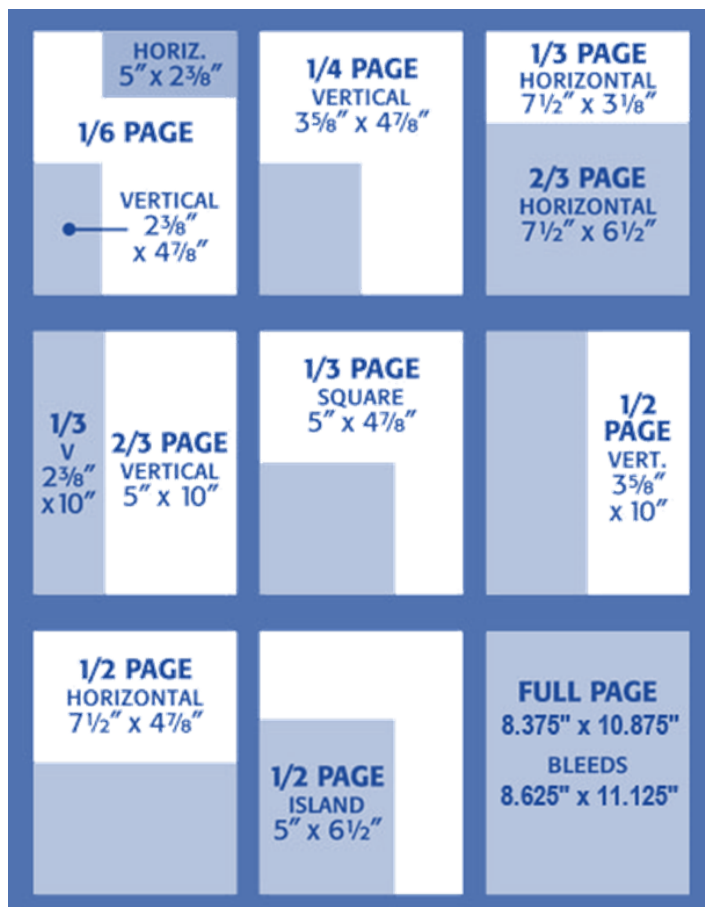 HORIZ.
5″ x 2⅜″
1/6 PAGE
VERTICAL
2⅜″
x 4⅞″
1/4 PAGE
VERTICAL
3⅝″ x 4⅞″
1/3 PAGE
HORIZONTAL
7½″ x 3⅛″
2/3 PAGE
HORIZONTAL
7½″ x 6½″
1/3
V
2⅜″
x 10″
2/3 PAGE
VERTICAL
5″ x 10″
1/3 PAGE
SQUARE
5″ x 4⅞″
1/2
PAGE
VERT.
3⅝″
x 10″
1/2 PAGE
HORIZONTAL
7½″ x 4⅞″
1/2 PAGE
ISLAND
5″ x 6½″
FULL PAGE
8.375" x 10.875"
BLEEDS
8.625" x 11.125"